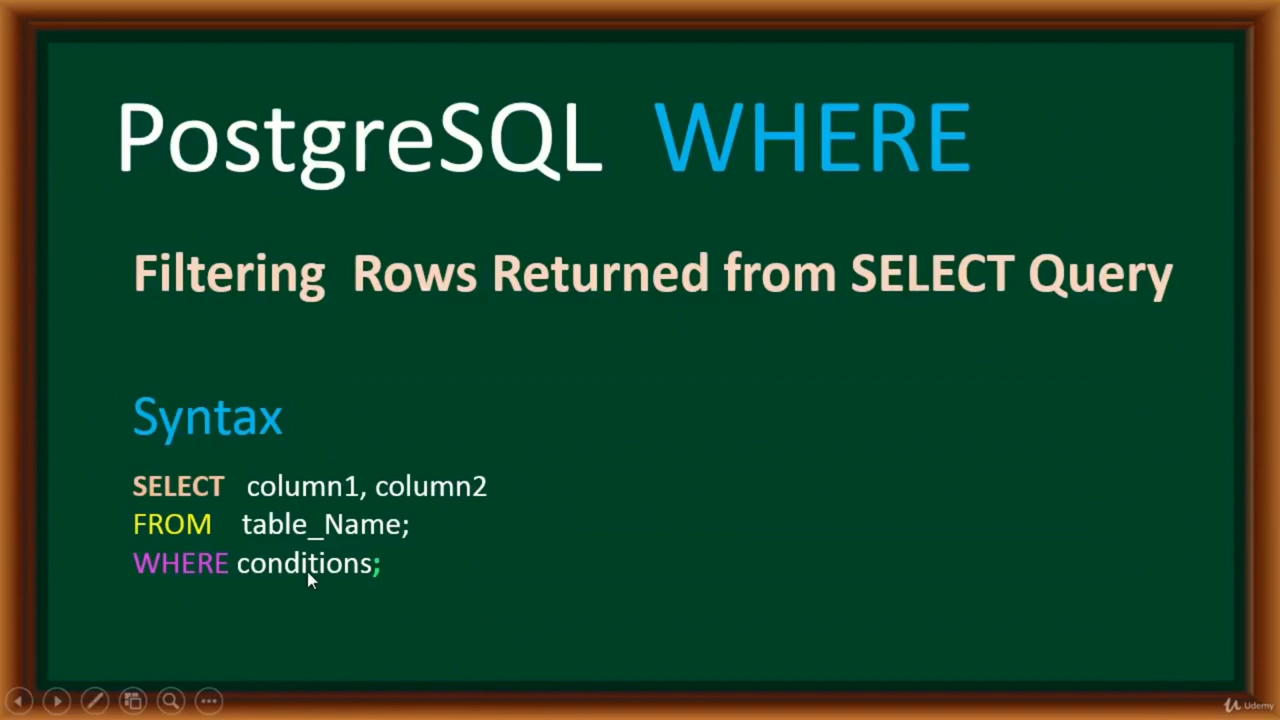 PostgreSQL WHERE
Filtering Rows Returned from SELECT Query
Syntax
SELECT column1, column2
FROM table_Name;
WHERE conditions;
Udemy